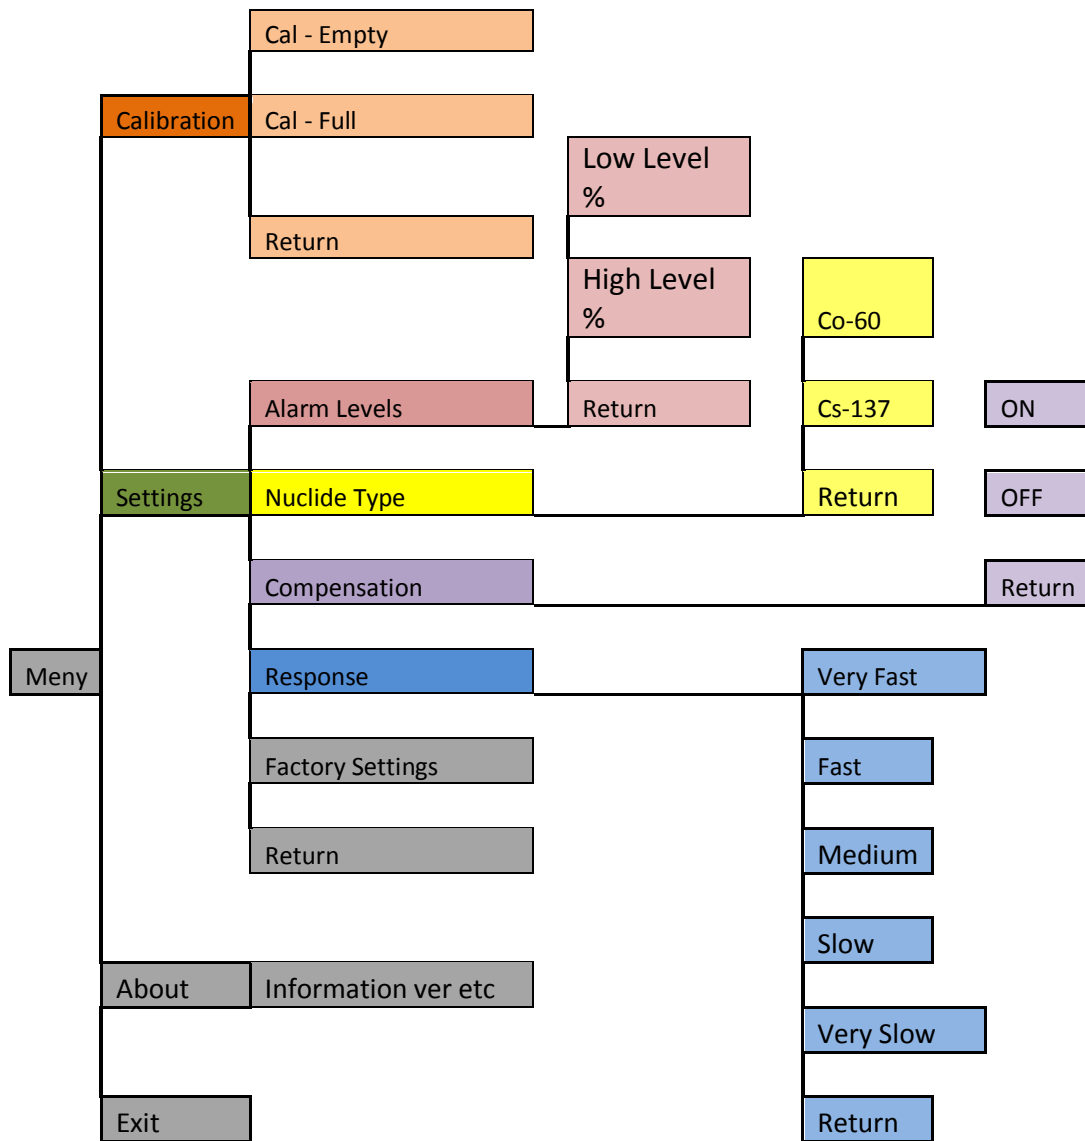 Cal - Empty
Calibration
Cal - Full
Low Level
%
Return
High Level
%
Co-60
Alarm Levels
Return
Cs-137
ON
Settings
Nuclide Type
Return
OFF
Compensation
Return
Meny
Response
Very Fast
Factory Settings
Fast
Return
Medium
Slow
About
Information ver etc
Very Slow
Exit
Return